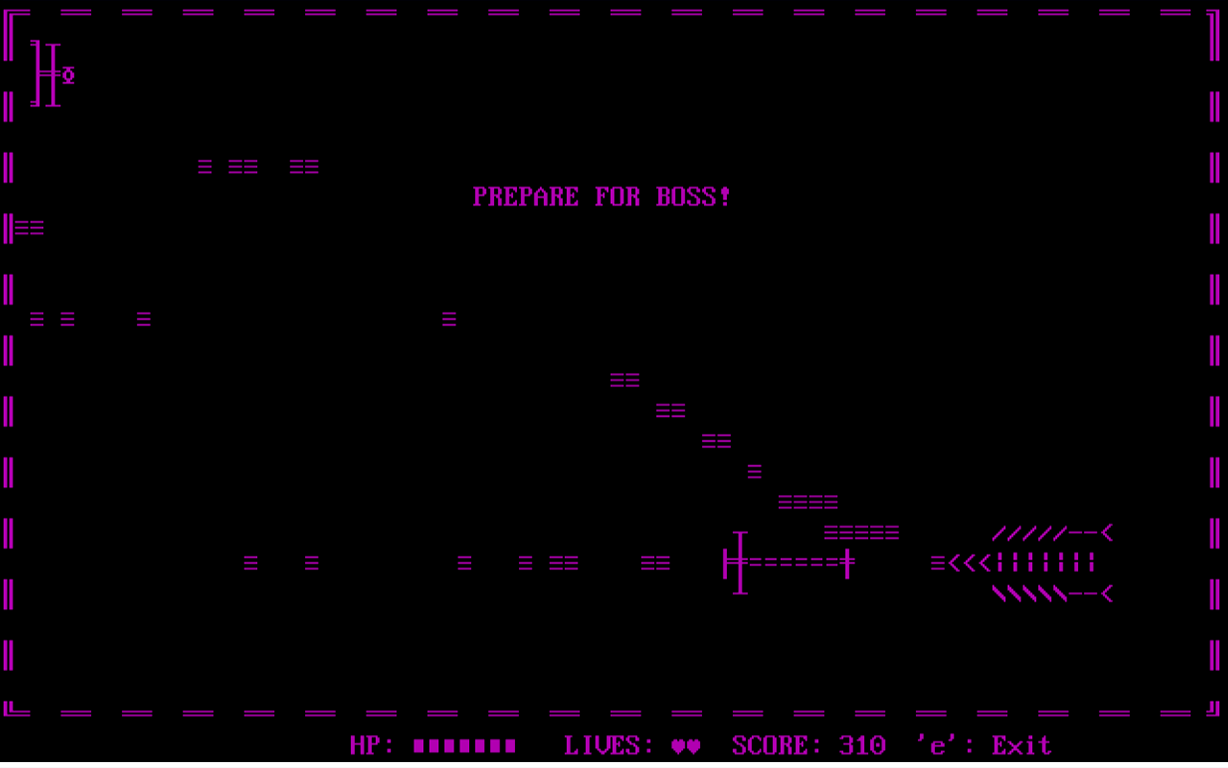 PREPARE FOR BOSS!
HP: ■■■■■■■ LIVES: ♥♥ SCORE: 310 'e': Exit